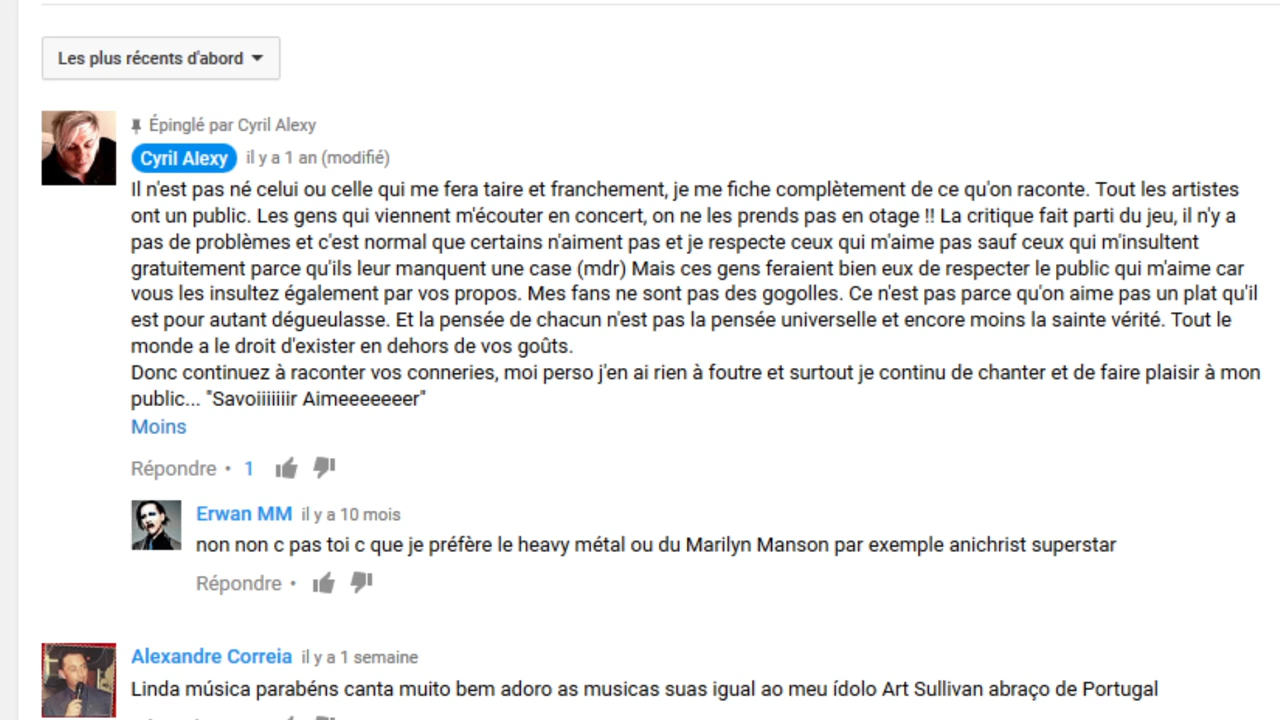 Les plus récents d'abord
Épinglé par Cyril Alexy
Cyril Alexy il y a 1 an (modifié)
Il n'est pas né celui ou celle qui me fera taire et franchement, je me fiche complètement de ce qu'on raconte. Tout les artistes
ont un public. Les gens qui viennent m'écouter en concert, on ne les prends pas en otage !! La critique fait parti du jeu, il n'y a
pas de problèmes et c'est normal que certains n'aiment pas et je respecte ceux qui m'aime pas sauf ceux qui m'insultent
gratuitement parce qu'ils leur manquent une case (mdr) Mais ces gens feraient bien eux de respecter le public qui m'aime car
vous les insultez également par vos propos. Mes fans ne sont pas des gogolles. Ce n'est pas parce qu'on aime pas un plat qu'il
est pour autant dégueulasse. Et la pensée de chacun n'est pas la pensée universelle et encore moins la sainte vérité. Tout le
monde a le droit d'exister en dehors de vos goûts.
Donc continuez à raconter vos conneries, moi perso j'en ai rien à foutre et surtout je continu de chanter et de faire plaisir à mon
public... "Savoiiiiiiir Aimeeeeeeer"
Moins
Répondre • 1
Erwan MM il y a 10 mois
non non c pas toi c que je préfère le heavy métal ou du Marilyn Manson par exemple anichrist superstar
Répondre •
Alexandre Correia il y a 1 semaine
Linda música parabéns canta muito bem adoro as musicas suas igual ao meu ídolo Art Sullivan abraço de Portugal